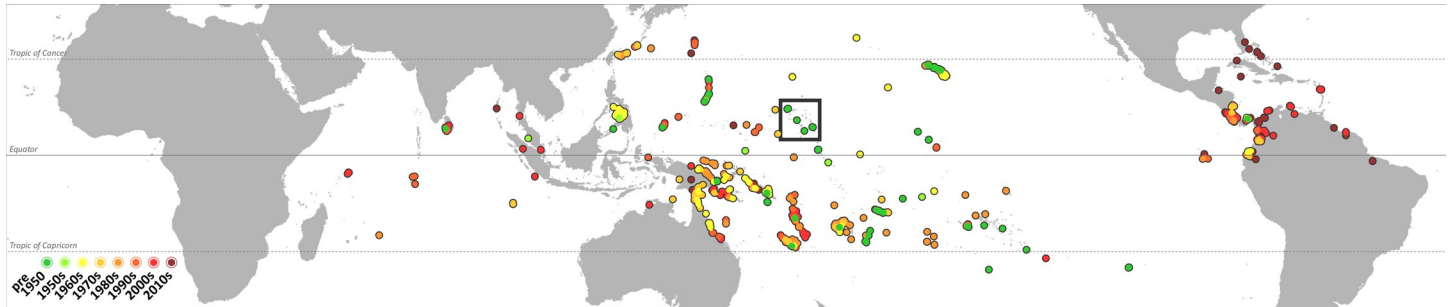 Tropic of Cancer
Equator
Tropic of Capricorn
pre 1950
1950s
1960s
1970s
1980s
1990s
2000s
2010s